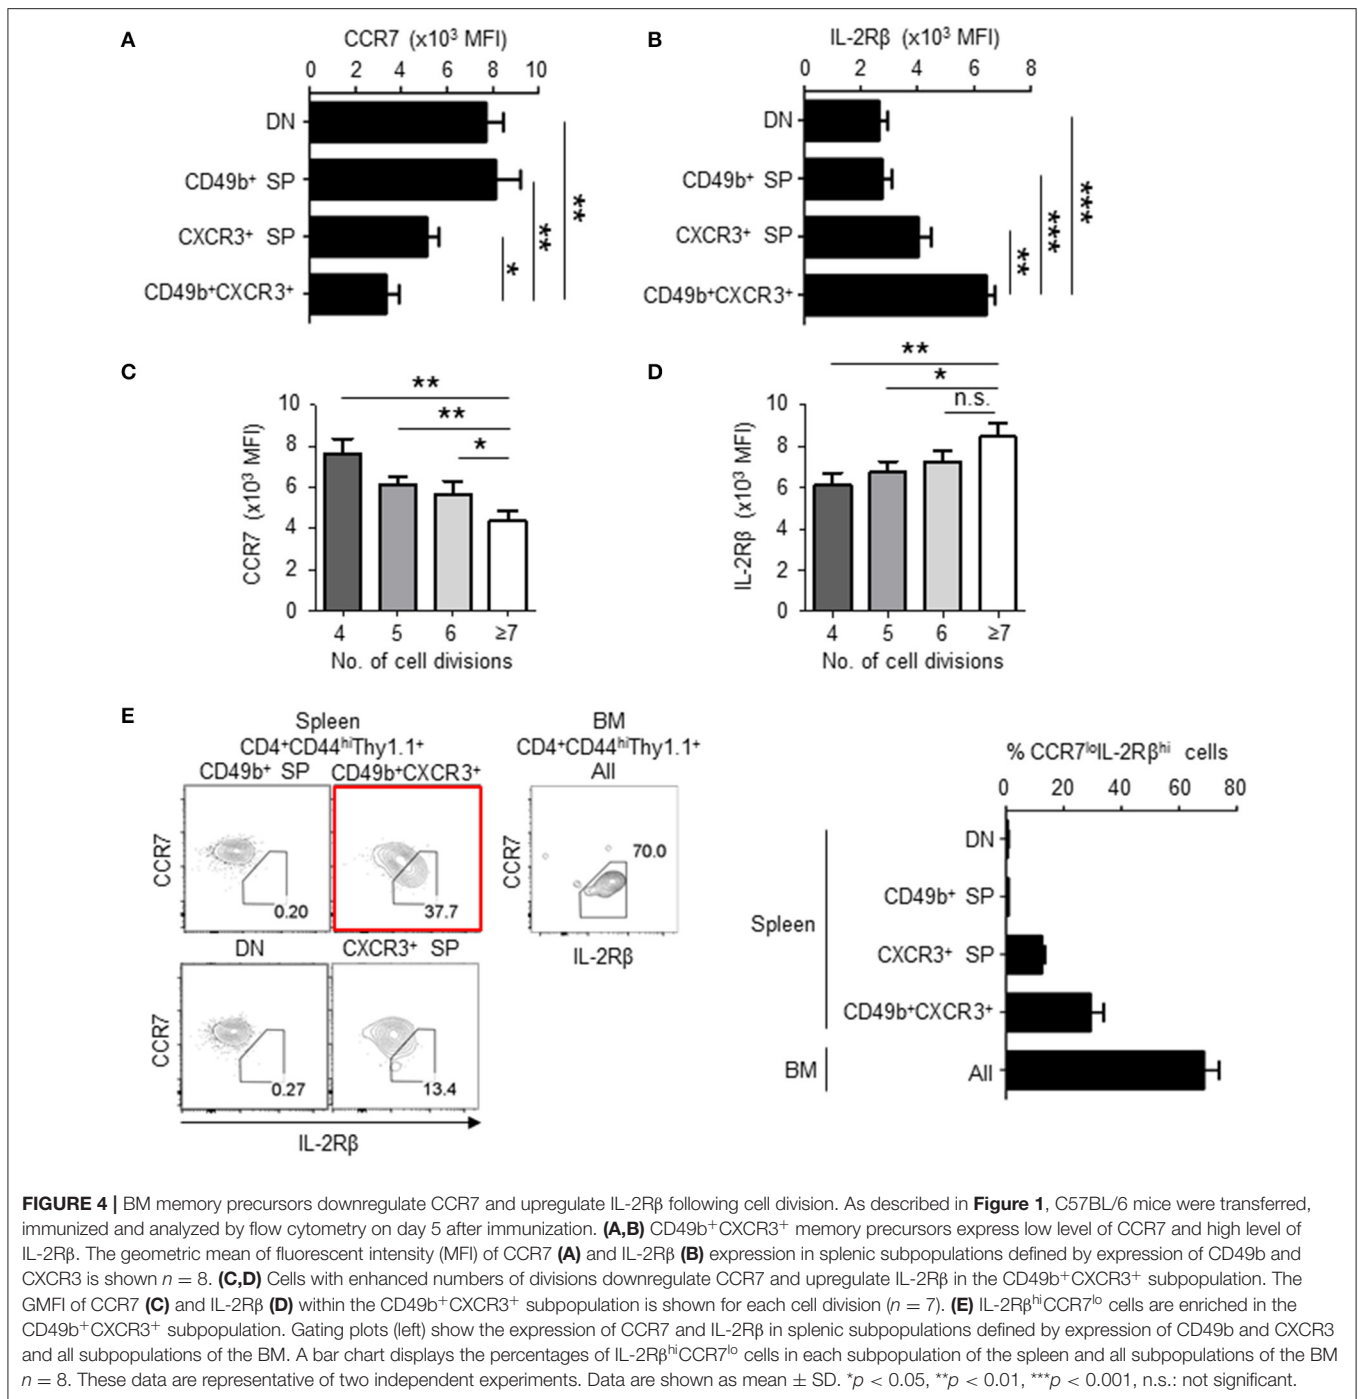 A
CCR7 (x10³ MFI)
0 2 4 6 8 10
DN
CD49b⁺ SP
CXCR3⁺ SP
CD49b⁺CXCR3⁺
*
**
**
B
IL-2Rβ (x10³ MFI)
0 2 4 6 8
DN
CD49b⁺ SP
CXCR3⁺ SP
CD49b⁺CXCR3⁺
**
***
***
C
**
**
*
CCR7 (x10³ MFI)
10
8
6
4
2
0
4 5 6 ≥7
No. of cell divisions
D
**
*
n.s.
IL-2Rβ (x10³ MFI)
10
8
6
4
2
0
4 5 6 ≥7
No. of cell divisions
E
Spleen
CD4⁺CD44ʰⁱThy1.1⁺
CD49b⁺ SP CD49b⁺CXCR3⁺
CCR7
0.20
37.7
DN CXCR3⁺ SP
CCR7
0.27
13.4
IL-2Rβ
BM
CD4⁺CD44ʰⁱThy1.1⁺
All
CCR7
70.0
IL-2Rβ
% CCR7ˡᵒIL-2Rβʰⁱ cells
0 20 40 60 80
Spleen
DN
CD49b⁺ SP
CXCR3⁺ SP
CD49b⁺CXCR3⁺
BM
All
FIGURE 4 | BM memory precursors downregulate CCR7 and upregulate IL-2Rβ following cell division. As described in Figure 1, C57BL/6 mice were transferred,
immunized and analyzed by flow cytometry on day 5 after immunization. (A,B) CD49b⁺CXCR3⁺ memory precursors express low level of CCR7 and high level of
IL-2Rβ. The geometric mean of fluorescent intensity (MFI) of CCR7 (A) and IL-2Rβ (B) expression in splenic subpopulations defined by expression of CD49b and
CXCR3 is shown n = 8. (C,D) Cells with enhanced numbers of divisions downregulate CCR7 and upregulate IL-2Rβ in the CD49b⁺CXCR3⁺ subpopulation. The
GMFI of CCR7 (C) and IL-2Rβ (D) within the CD49b⁺CXCR3⁺ subpopulation is shown for each cell division (n = 7). (E) IL-2RβʰⁱCCR7ˡᵒ cells are enriched in the
CD49b⁺CXCR3⁺ subpopulation. Gating plots (left) show the expression of CCR7 and IL-2Rβ in splenic subpopulations defined by expression of CD49b and CXCR3
and all subpopulations of the BM. A bar chart displays the percentages of IL-2RβʰⁱCCR7ˡᵒ cells in each subpopulation of the spleen and all subpopulations of the BM
n = 8. These data are representative of two independent experiments. Data are shown as mean ± SD. *p < 0.05, **p < 0.01, ***p < 0.001, n.s.: not significant.